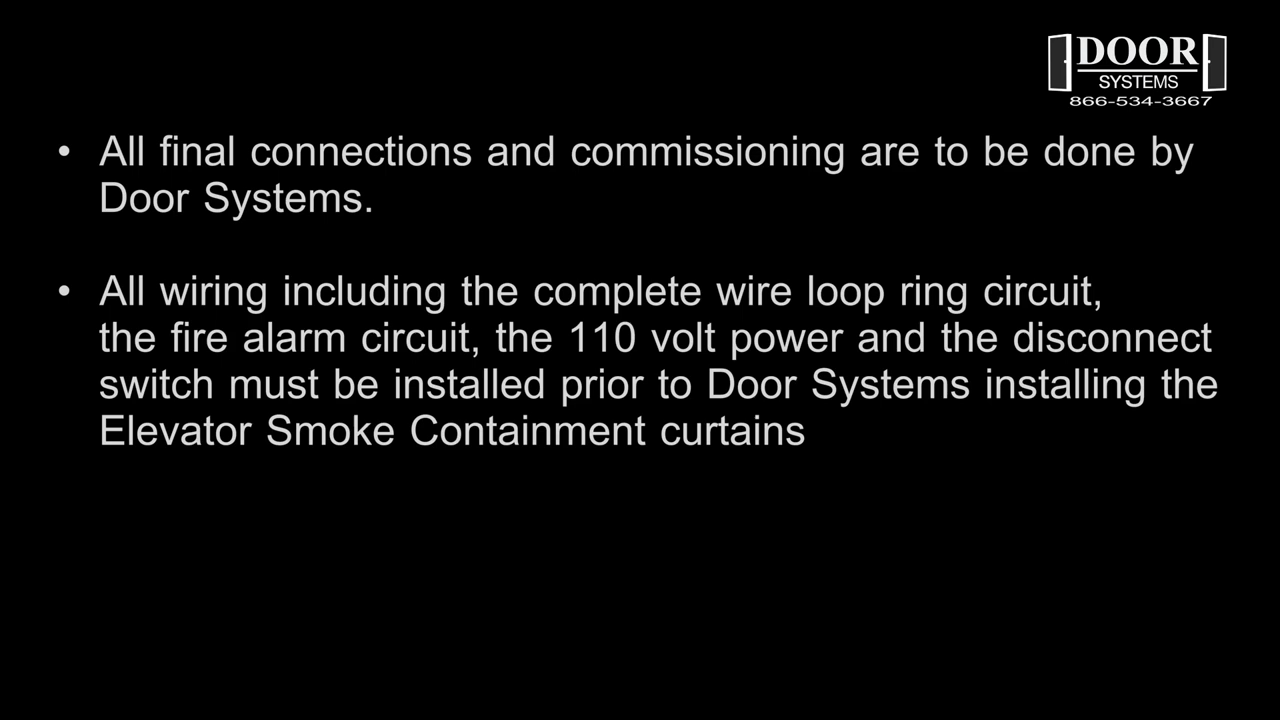 DOOR
SYSTEMS
866-534-3667
• All final connections and commissioning are to be done by
Door Systems.
• All wiring including the complete wire loop ring circuit,
the fire alarm circuit, the 110 volt power and the disconnect
switch must be installed prior to Door Systems installing the
Elevator Smoke Containment curtains